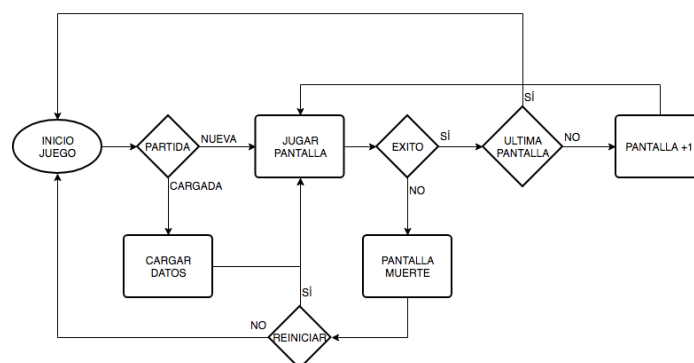 SÍ
INICIO
JUEGO
PARTIDA
NUEVA
JUGAR
PANTALLA
EXITO
SÍ
ULTIMA
PANTALLA
NO
PANTALLA +1
CARGADA
NO
CARGAR
DATOS
PANTALLA
MUERTE
SÍ
NO
REINICIAR